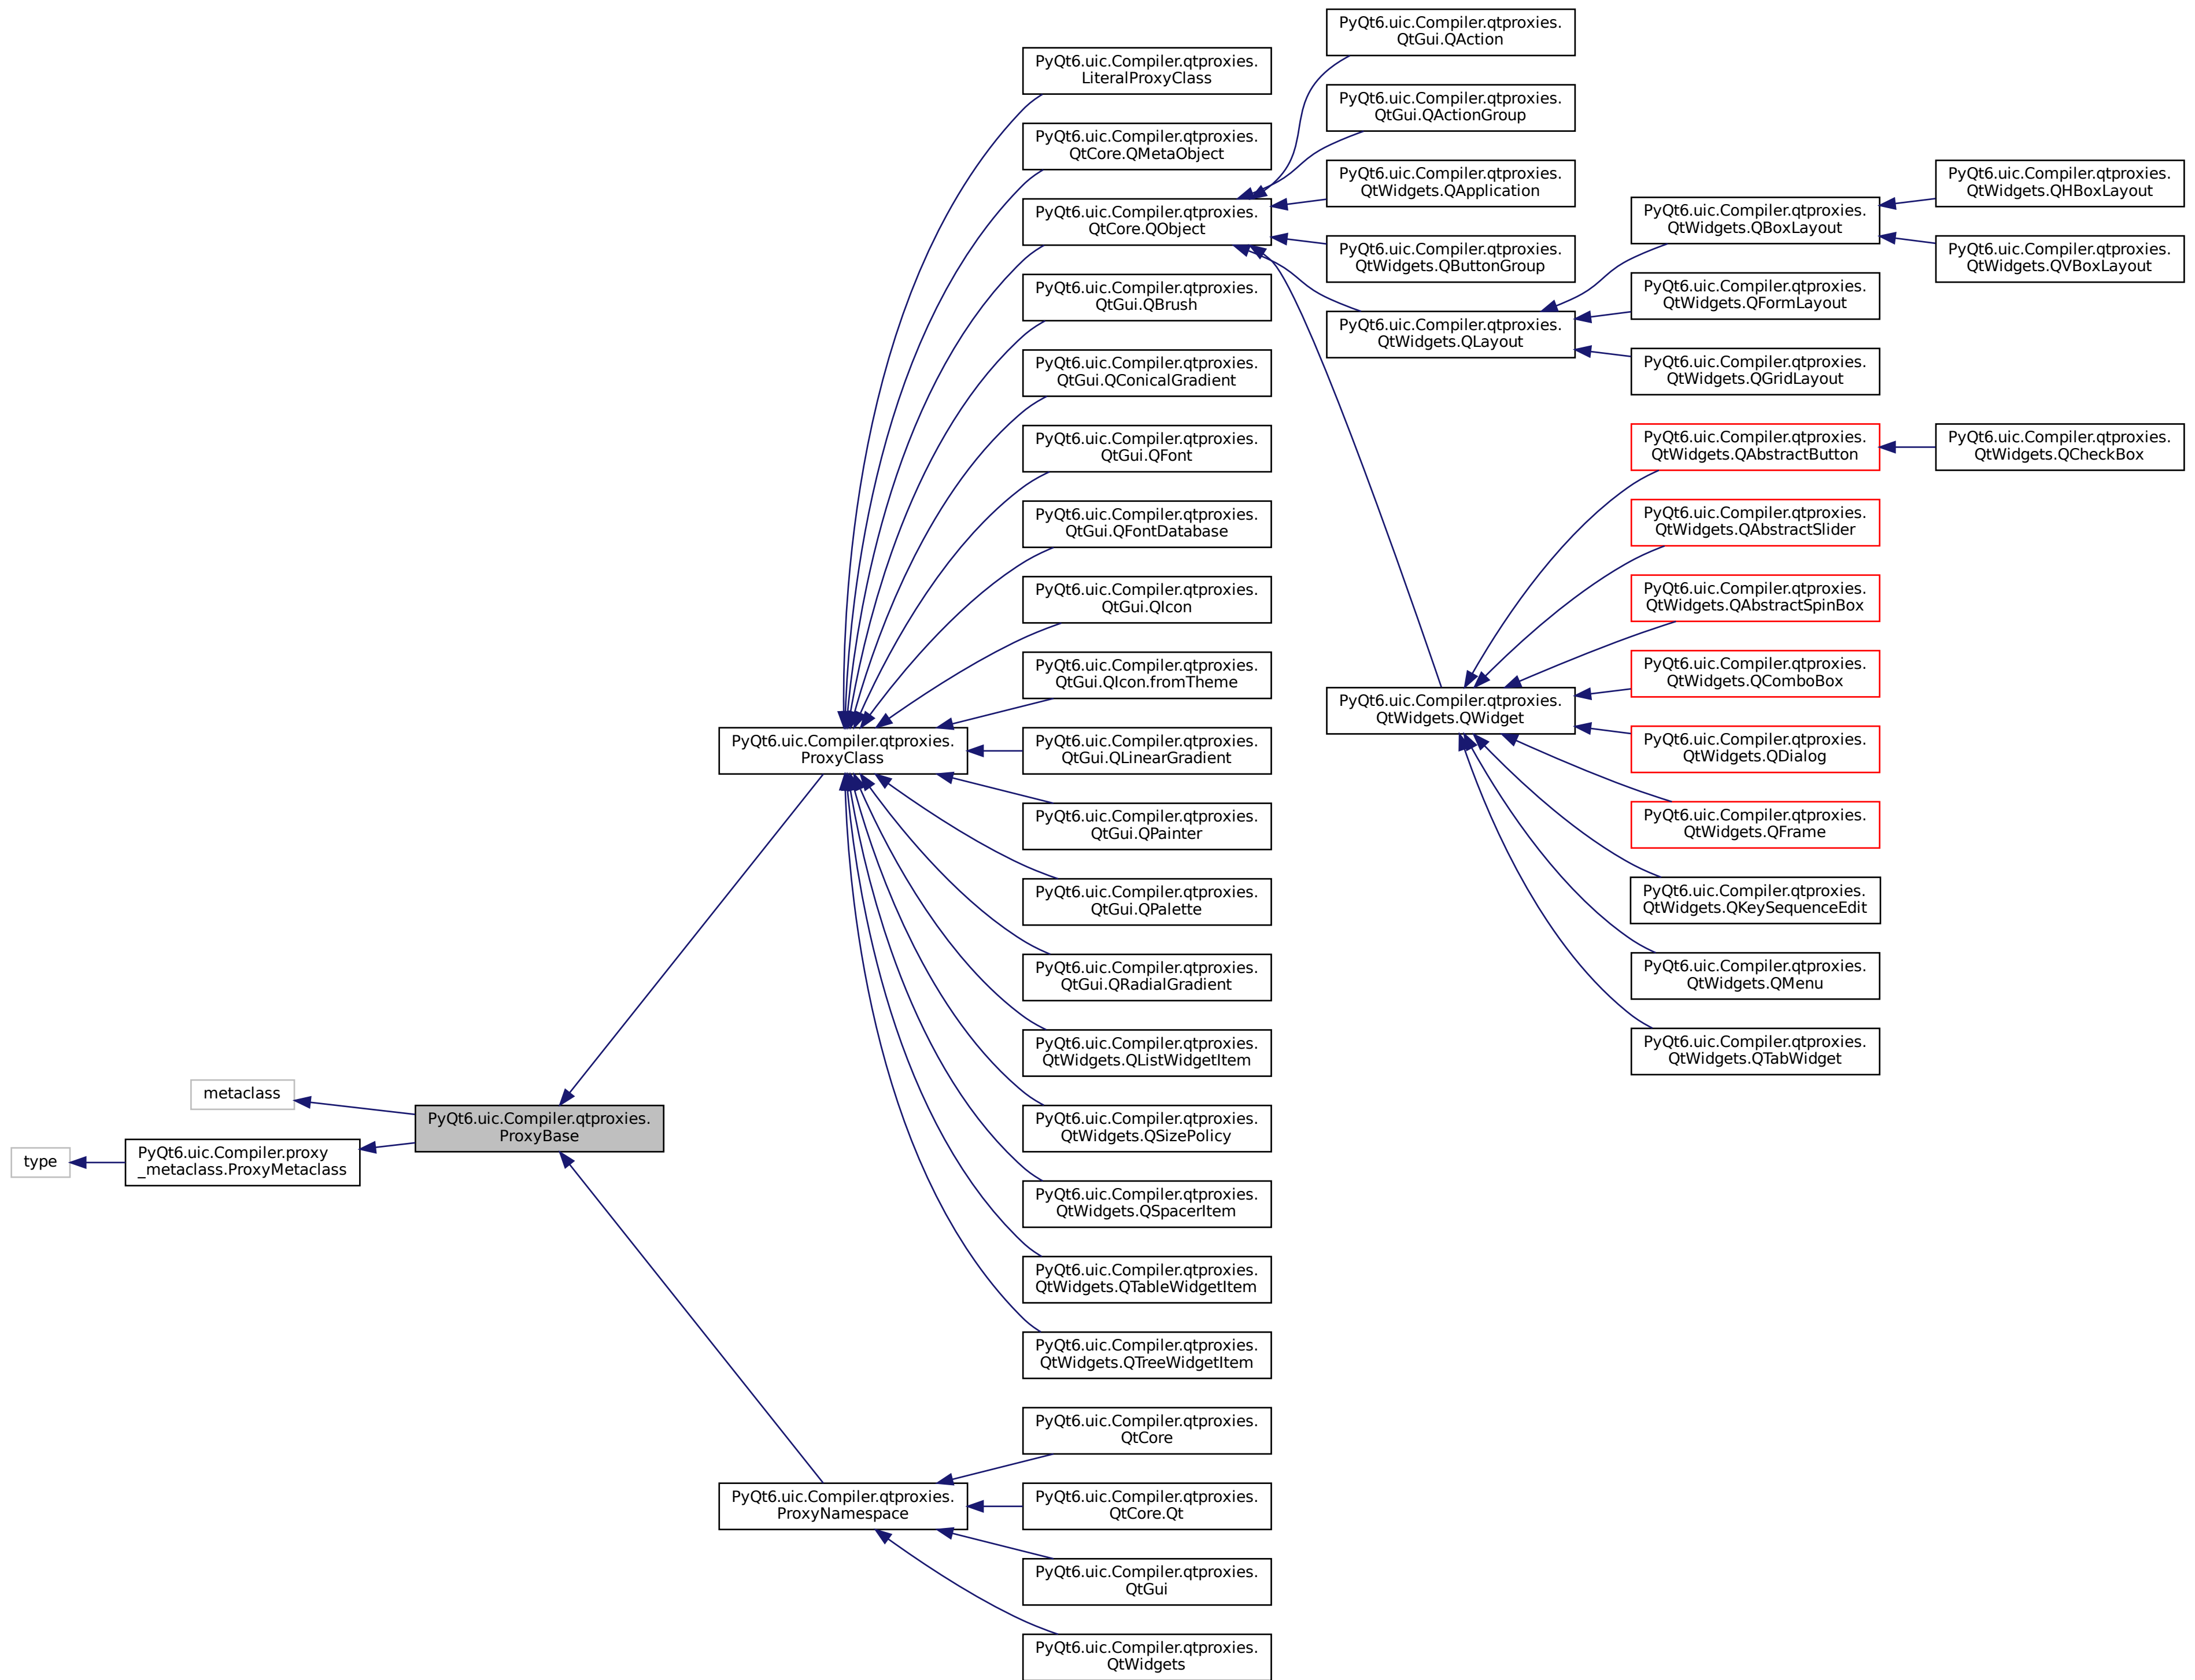 metaclass
type
PyQt6.uic.Compiler.proxy
_metaclass.ProxyMetaclass
PyQt6.uic.Compiler.qtproxies.
ProxyBase
PyQt6.uic.Compiler.qtproxies.
ProxyClass
PyQt6.uic.Compiler.qtproxies.
ProxyNamespace
PyQt6.uic.Compiler.qtproxies.
LiteralProxyClass
PyQt6.uic.Compiler.qtproxies.
QtCore.QMetaObject
PyQt6.uic.Compiler.qtproxies.
QtCore.QObject
PyQt6.uic.Compiler.qtproxies.
QtGui.QBrush
PyQt6.uic.Compiler.qtproxies.
QtGui.QConicalGradient
PyQt6.uic.Compiler.qtproxies.
QtGui.QFont
PyQt6.uic.Compiler.qtproxies.
QtGui.QFontDatabase
PyQt6.uic.Compiler.qtproxies.
QtGui.QIcon
PyQt6.uic.Compiler.qtproxies.
QtGui.QIcon.fromTheme
PyQt6.uic.Compiler.qtproxies.
QtGui.QLinearGradient
PyQt6.uic.Compiler.qtproxies.
QtGui.QPainter
PyQt6.uic.Compiler.qtproxies.
QtGui.QPalette
PyQt6.uic.Compiler.qtproxies.
QtGui.QRadialGradient
PyQt6.uic.Compiler.qtproxies.
QtWidgets.QListWidgetItem
PyQt6.uic.Compiler.qtproxies.
QtWidgets.QSizePolicy
PyQt6.uic.Compiler.qtproxies.
QtWidgets.QSpacerItem
PyQt6.uic.Compiler.qtproxies.
QtWidgets.QTableWidgetItem
PyQt6.uic.Compiler.qtproxies.
QtWidgets.QTreeWidgetItem
PyQt6.uic.Compiler.qtproxies.
QtCore
PyQt6.uic.Compiler.qtproxies.
QtCore.Qt
PyQt6.uic.Compiler.qtproxies.
QtGui
PyQt6.uic.Compiler.qtproxies.
QtWidgets
PyQt6.uic.Compiler.qtproxies.
QtGui.QAction
PyQt6.uic.Compiler.qtproxies.
QtGui.QActionGroup
PyQt6.uic.Compiler.qtproxies.
QtWidgets.QApplication
PyQt6.uic.Compiler.qtproxies.
QtWidgets.QButtonGroup
PyQt6.uic.Compiler.qtproxies.
QtWidgets.QLayout
PyQt6.uic.Compiler.qtproxies.
QtWidgets.QWidget
PyQt6.uic.Compiler.qtproxies.
QtWidgets.QBoxLayout
PyQt6.uic.Compiler.qtproxies.
QtWidgets.QFormLayout
PyQt6.uic.Compiler.qtproxies.
QtWidgets.QGridLayout
PyQt6.uic.Compiler.qtproxies.
QtWidgets.QAbstractButton
PyQt6.uic.Compiler.qtproxies.
QtWidgets.QAbstractSlider
PyQt6.uic.Compiler.qtproxies.
QtWidgets.QAbstractSpinBox
PyQt6.uic.Compiler.qtproxies.
QtWidgets.QComboBox
PyQt6.uic.Compiler.qtproxies.
QtWidgets.QDialog
PyQt6.uic.Compiler.qtproxies.
QtWidgets.QFrame
PyQt6.uic.Compiler.qtproxies.
QtWidgets.QKeySequenceEdit
PyQt6.uic.Compiler.qtproxies.
QtWidgets.QMenu
PyQt6.uic.Compiler.qtproxies.
QtWidgets.QTabWidget
PyQt6.uic.Compiler.qtproxies.
QtWidgets.QHBoxLayout
PyQt6.uic.Compiler.qtproxies.
QtWidgets.QVBoxLayout
PyQt6.uic.Compiler.qtproxies.
QtWidgets.QCheckBox